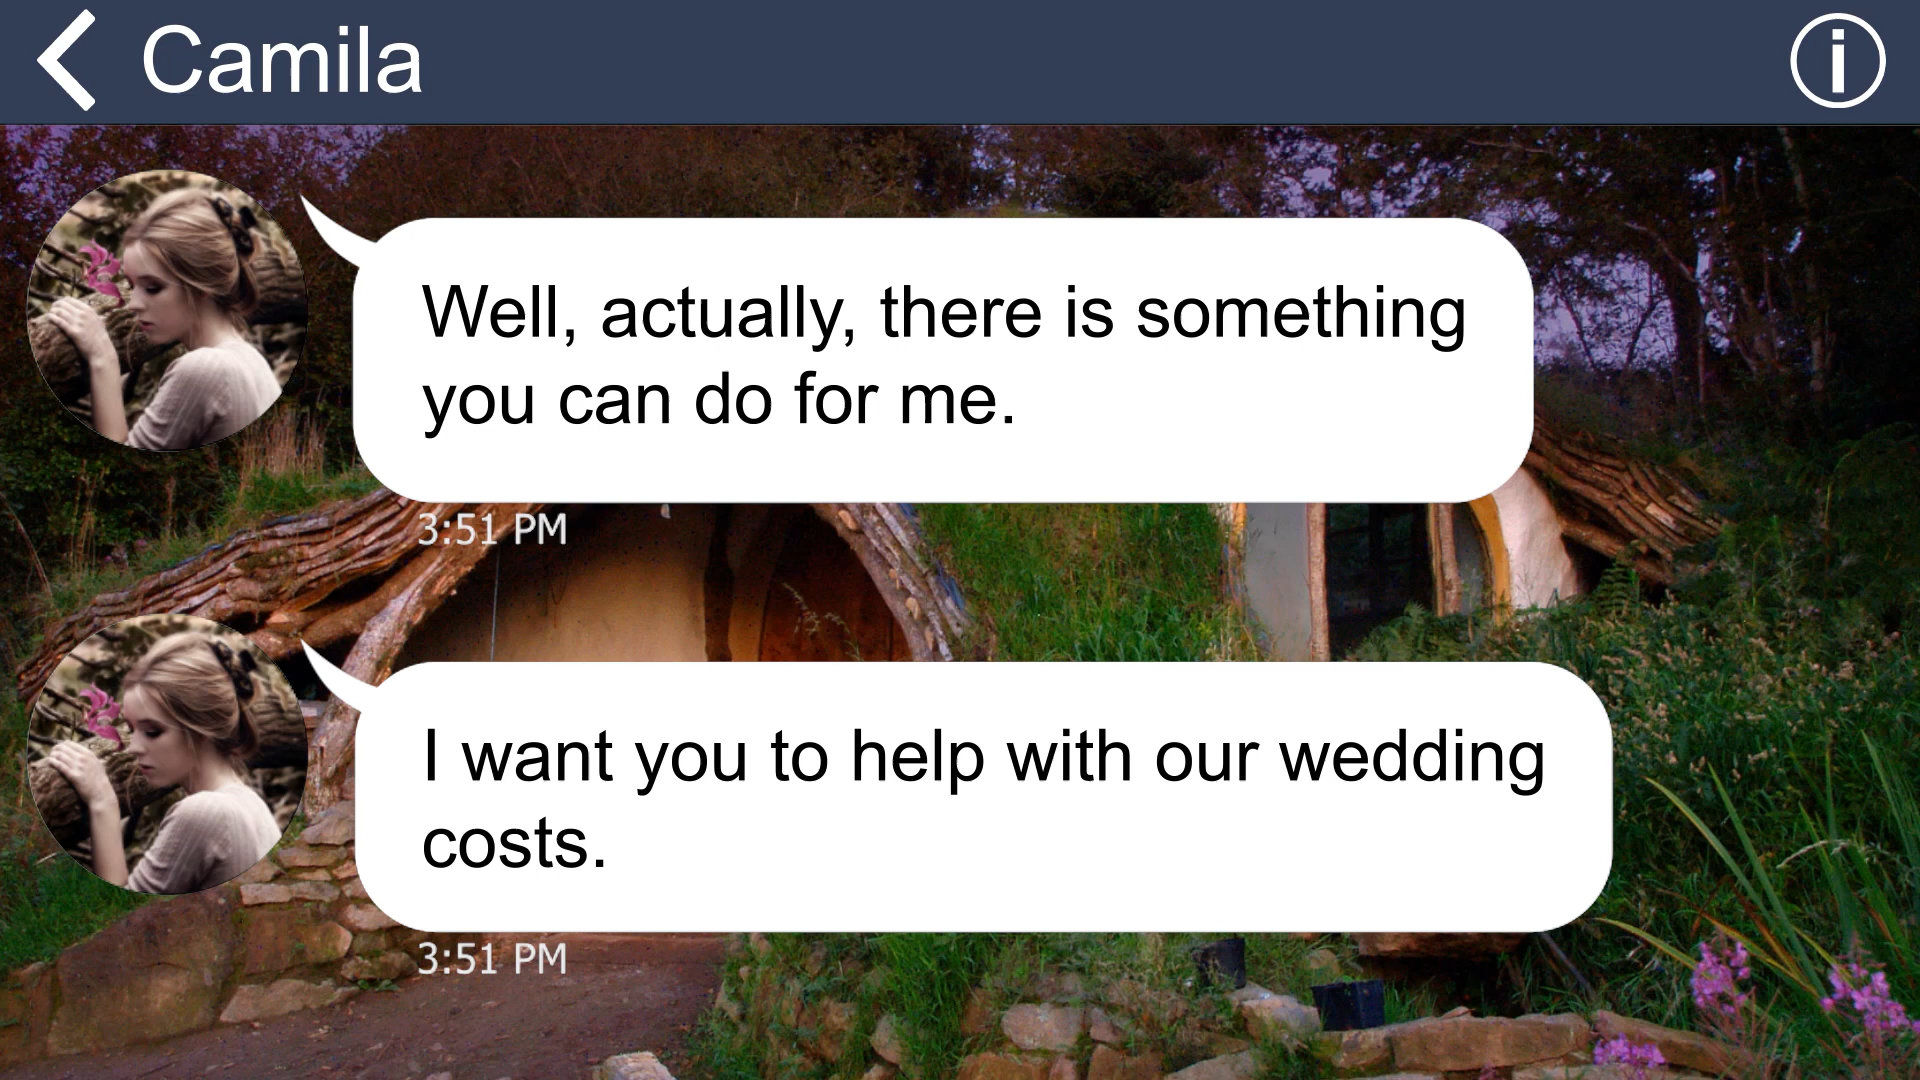 Camila
Well, actually, there is something
you can do for me.
3:51 PM
I want you to help with our wedding
costs.
3:51 PM